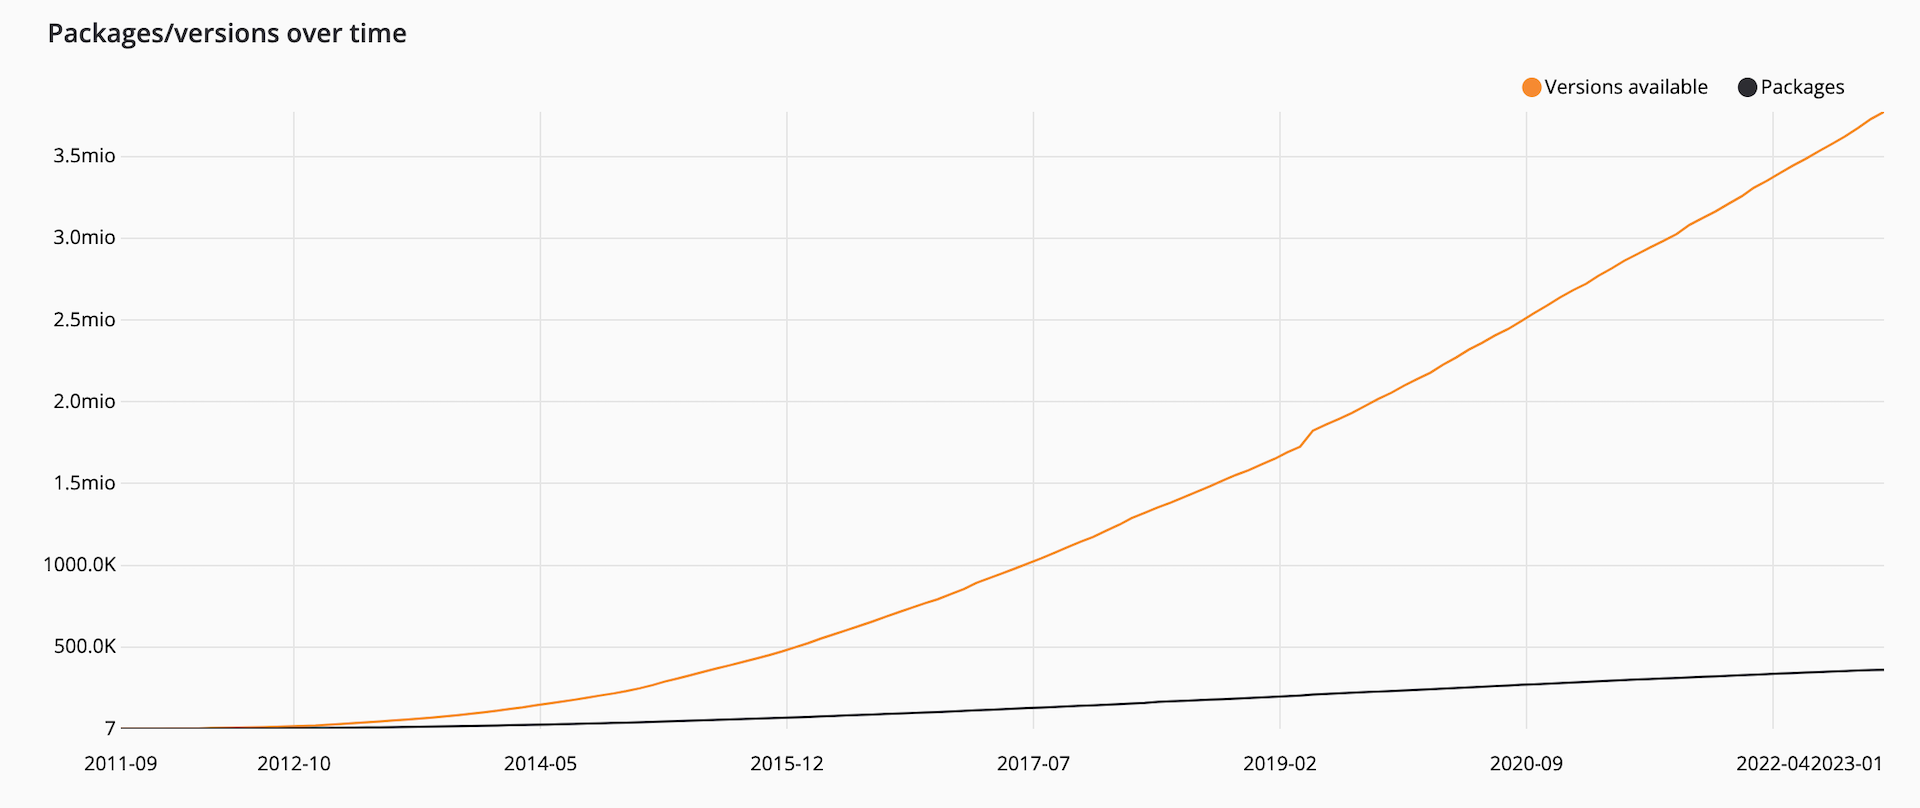 Packages/versions over time
Versions available Packages
3.5mio
3.0mio
2.5mio
2.0mio
1.5mio
1000.0K
500.0K
7
2011-09 2012-10 2014-05 2015-12 2017-07 2019-02 2020-09 2022-04 2023-01